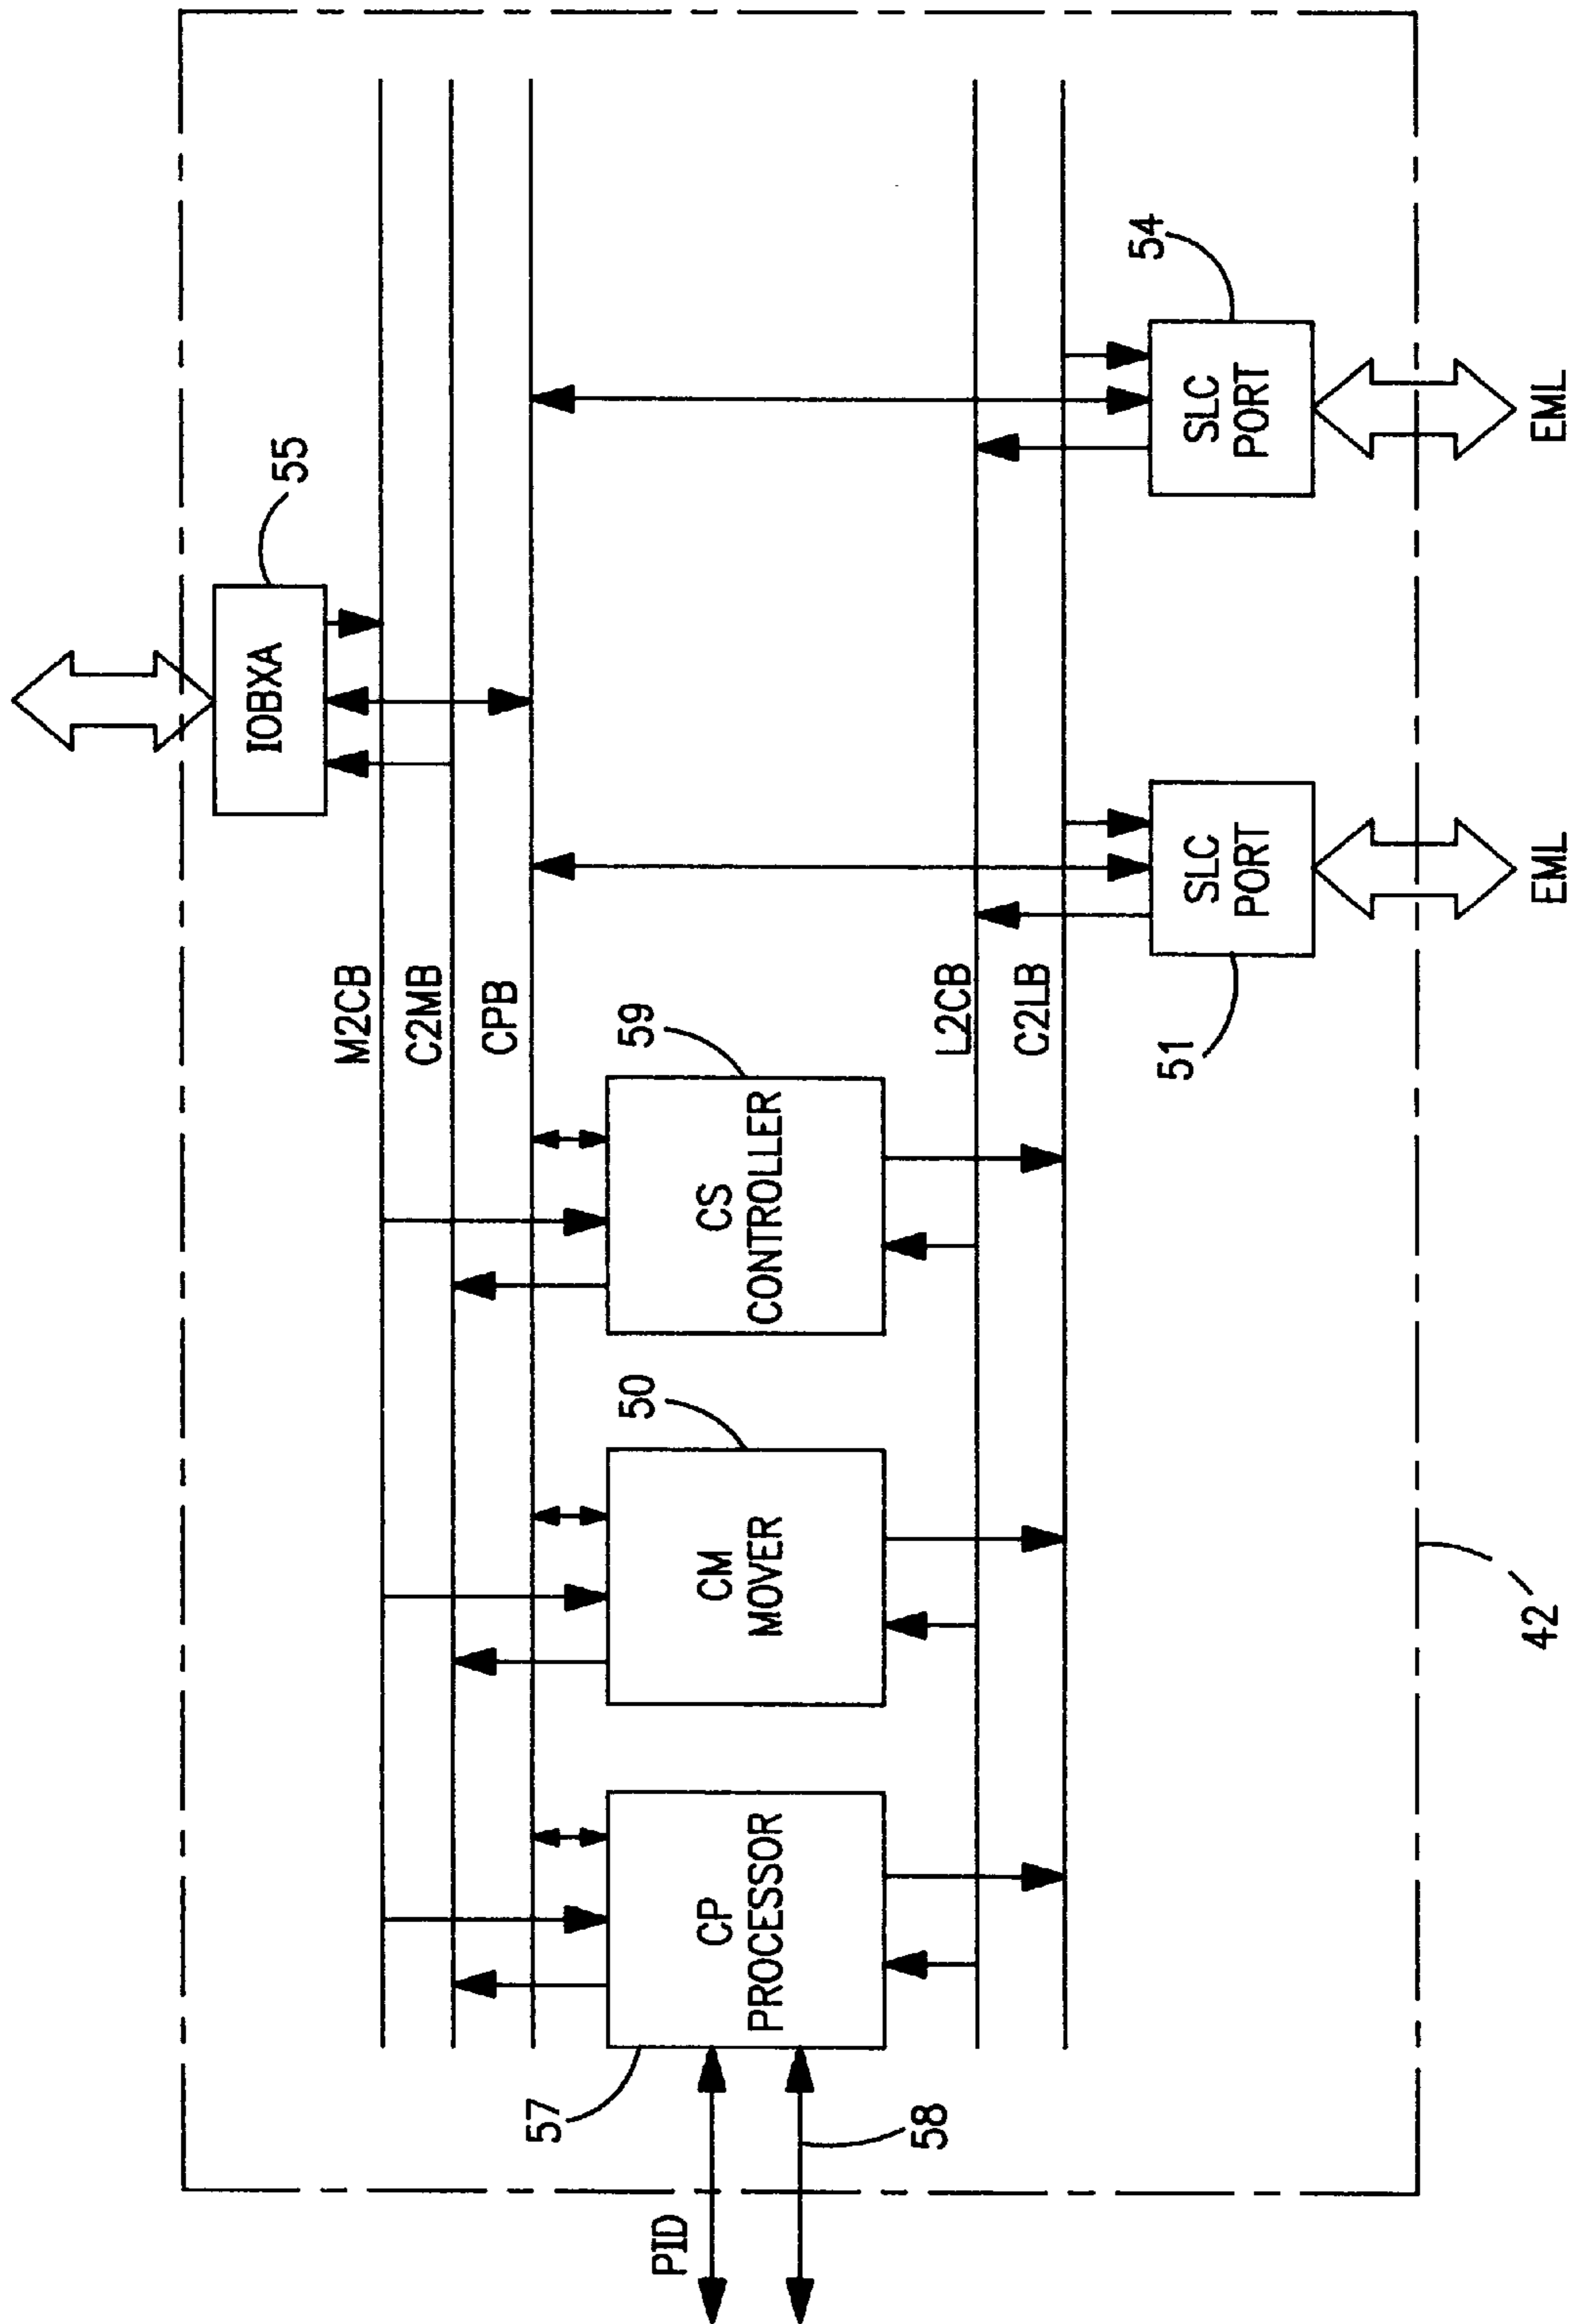 55
IOBXA
M2CB
C2MB
CPB
57
CP
PROCESSOR
50
CM
MOVER
59
CS
CONTROLLER
PID
58
L2CB
C2LB
51
SLC
PORT
54
SLC
PORT
EML
EML
42